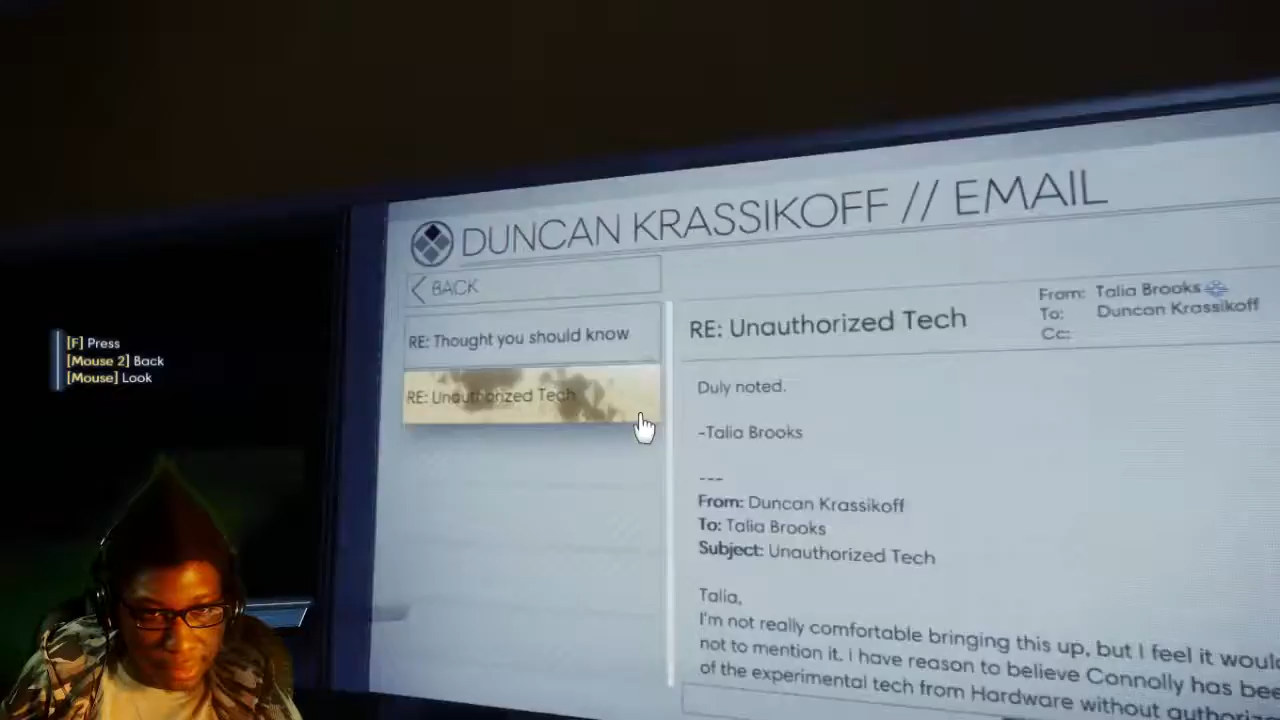 DUNCAN KRASSIKOFF // EMAIL
BACK
RE: Thought you should know
RE: Unauthorized Tech
RE: Unauthorized Tech
From: Talia Brooks
To: Duncan Krassikoff
Cc:
[F] Press
[Mouse 2] Back
[Mouse] Look
Duly noted.
-Talia Brooks
---
From: Duncan Krassikoff
To: Talia Brooks
Subject: Unauthorized Tech
Talia,
I'm not really comfortable bringing this up, but I feel it would
not to mention it. I have reason to believe Connolly has bee
of the experimental tech from Hardware without authoriz